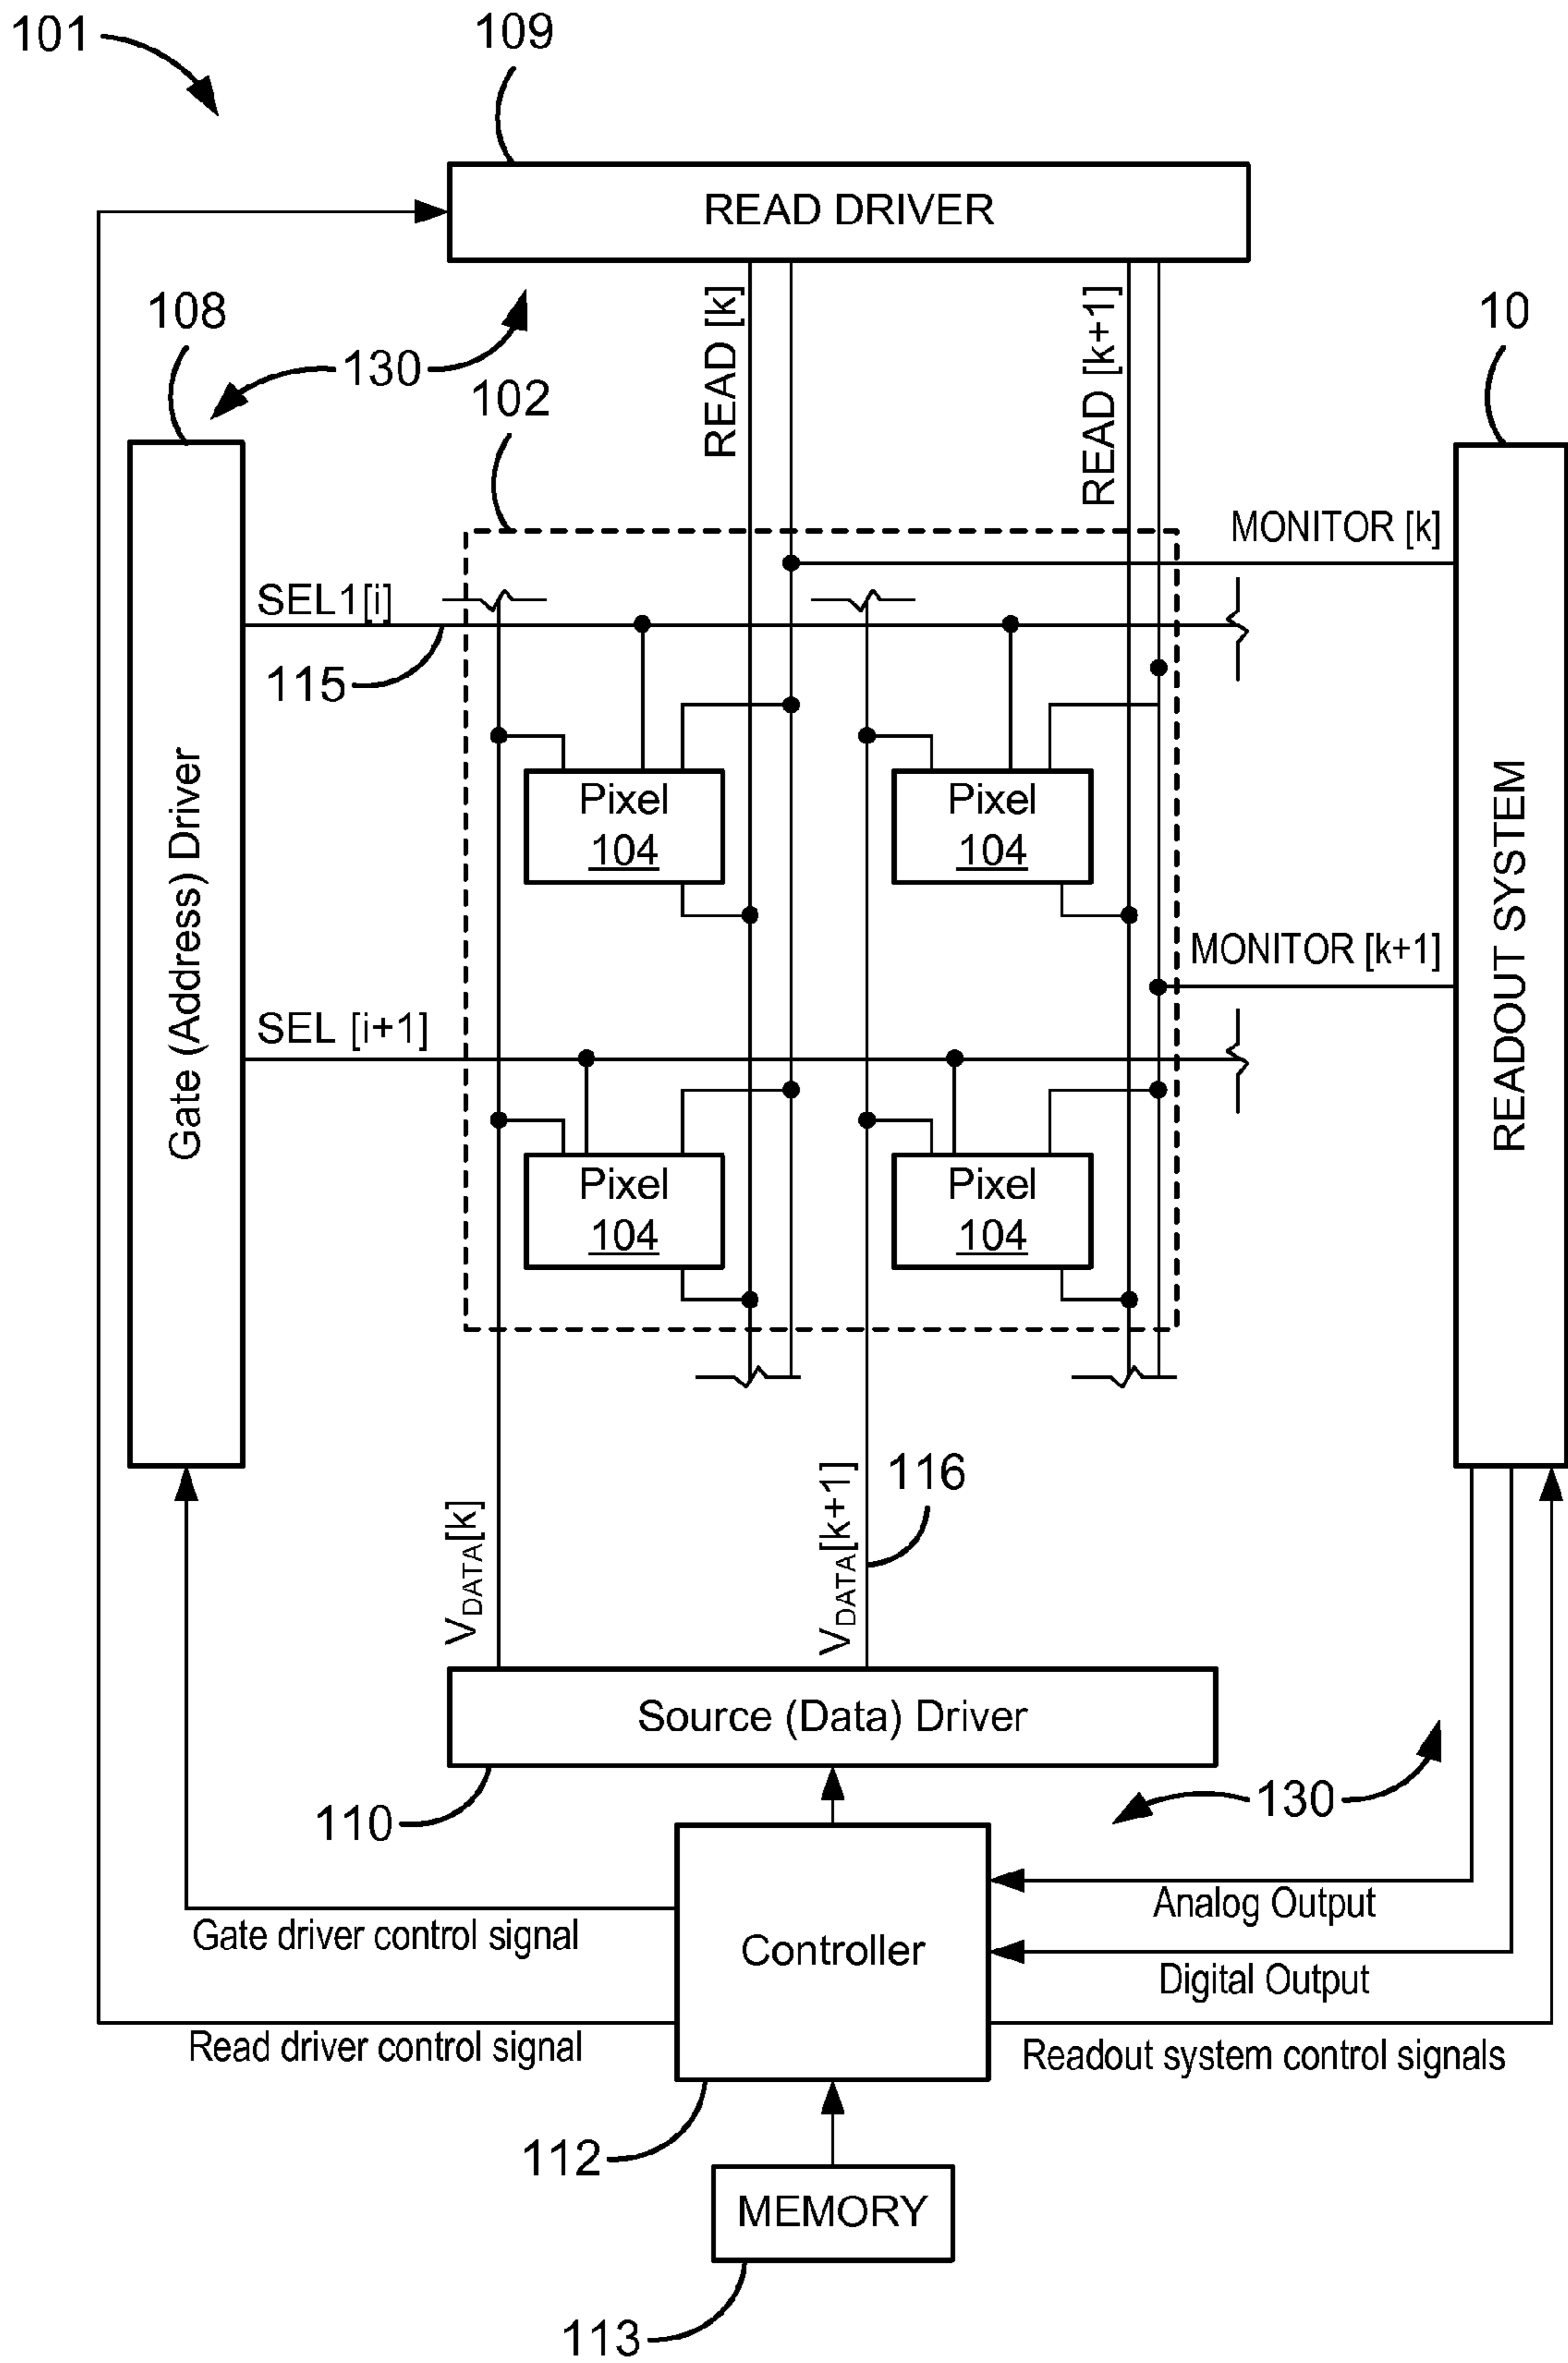 101
109
READ DRIVER
108
130
102
READ [k]
READ [k+1]
10
MONITOR [k]
SEL1[i]
115
Pixel
104
Pixel
104
Gate (Address) Driver
READOUT SYSTEM
MONITOR [k+1]
SEL [i+1]
Pixel
104
Pixel
104
VDATA[k]
VDATA[k+1]
116
Source (Data) Driver
110
130
Analog Output
Gate driver control signal
Controller
Digital Output
Read driver control signal
Readout system control signals
112
MEMORY
113